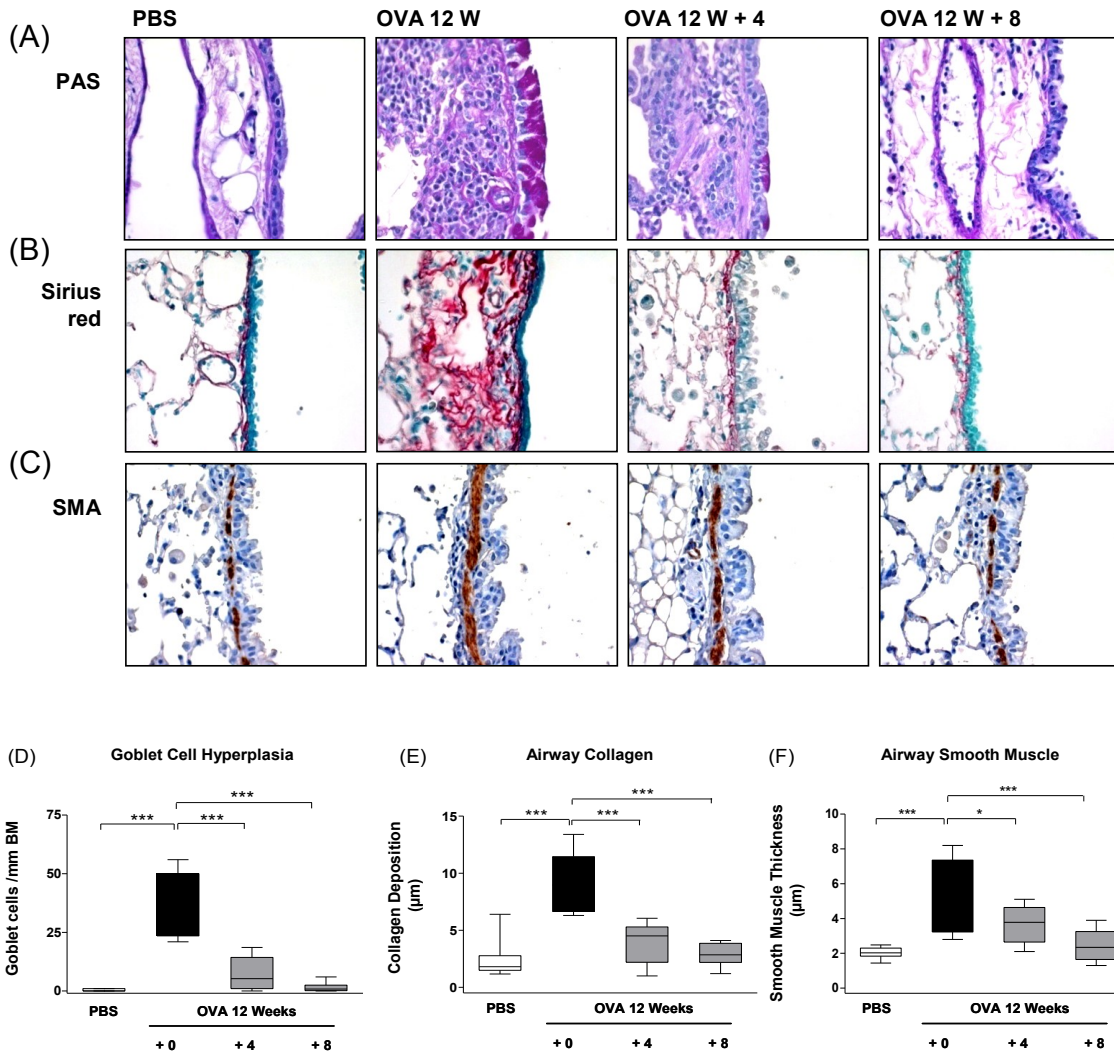 PBS OVA 12 W OVA 12 W + 4 OVA 12 W + 8
(A)
PAS
(B)
Sirius
red
(C)
SMA
(D) Goblet Cell Hyperplasia
Goblet cells /mm BM
75
50
25
0
***
***
***
PBS OVA 12 Weeks
+ 0 + 4 + 8
(E) Airway Collagen
Collagen Deposition
(µm)
15
10
5
0
***
***
***
PBS OVA 12 Weeks
+ 0 + 4 + 8
(F) Airway Smooth Muscle
Smooth Muscle Thickness
(µm)
10
8
6
4
2
0
***
***
*
PBS OVA 12 Weeks
+ 0 + 4 + 8